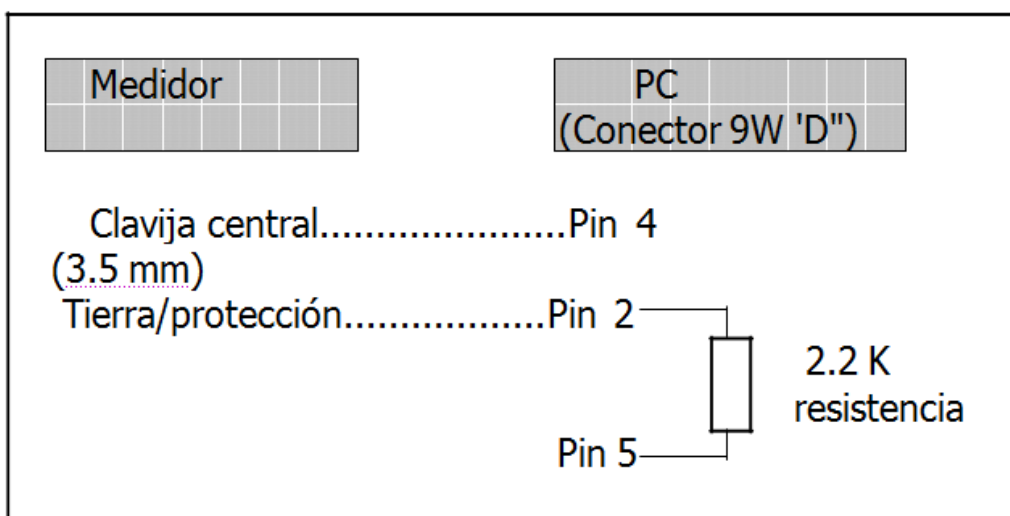 Medidor
PC
(Conector 9W 'D")
Clavija central......................Pin 4
(3.5 mm)
Tierra/protección..................Pin 2
2.2 K
resistencia
Pin 5